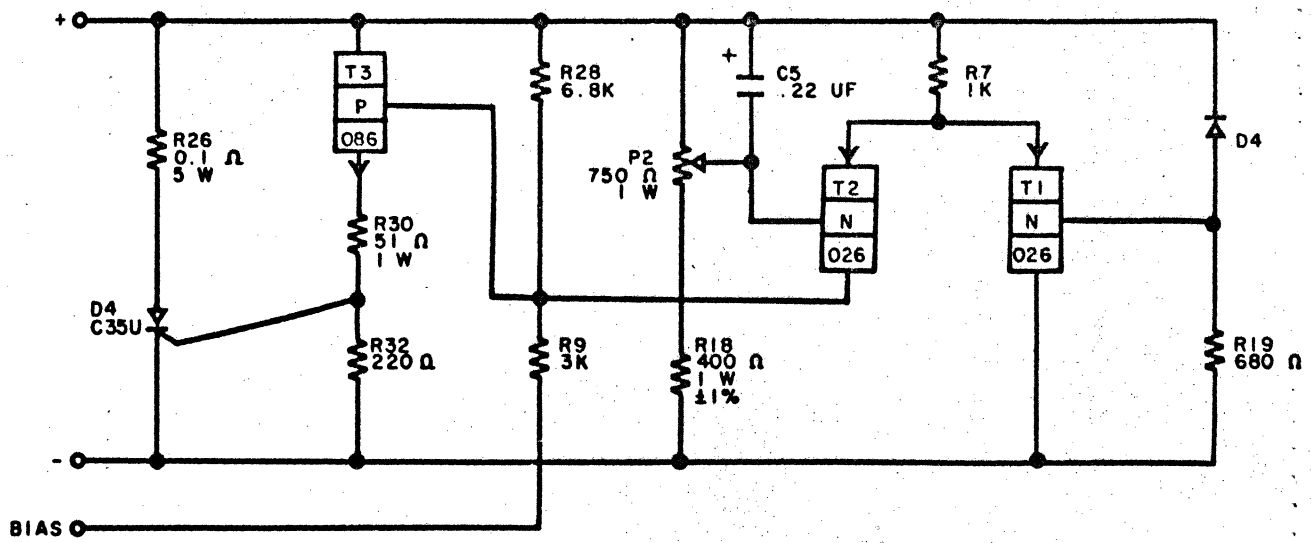 +
T3
P
086
R26
0.1 Ω
5 W
R30
51 Ω
1 W
D4
C35U
R32
220 Ω
R28
6.8K
R9
3K
P2
750 Ω
1 W
R18
400 Ω
1 W
±1%
+
C5
.22 UF
T2
N
026
R7
1K
T1
N
026
D4
R19
680 Ω
-
BIAS